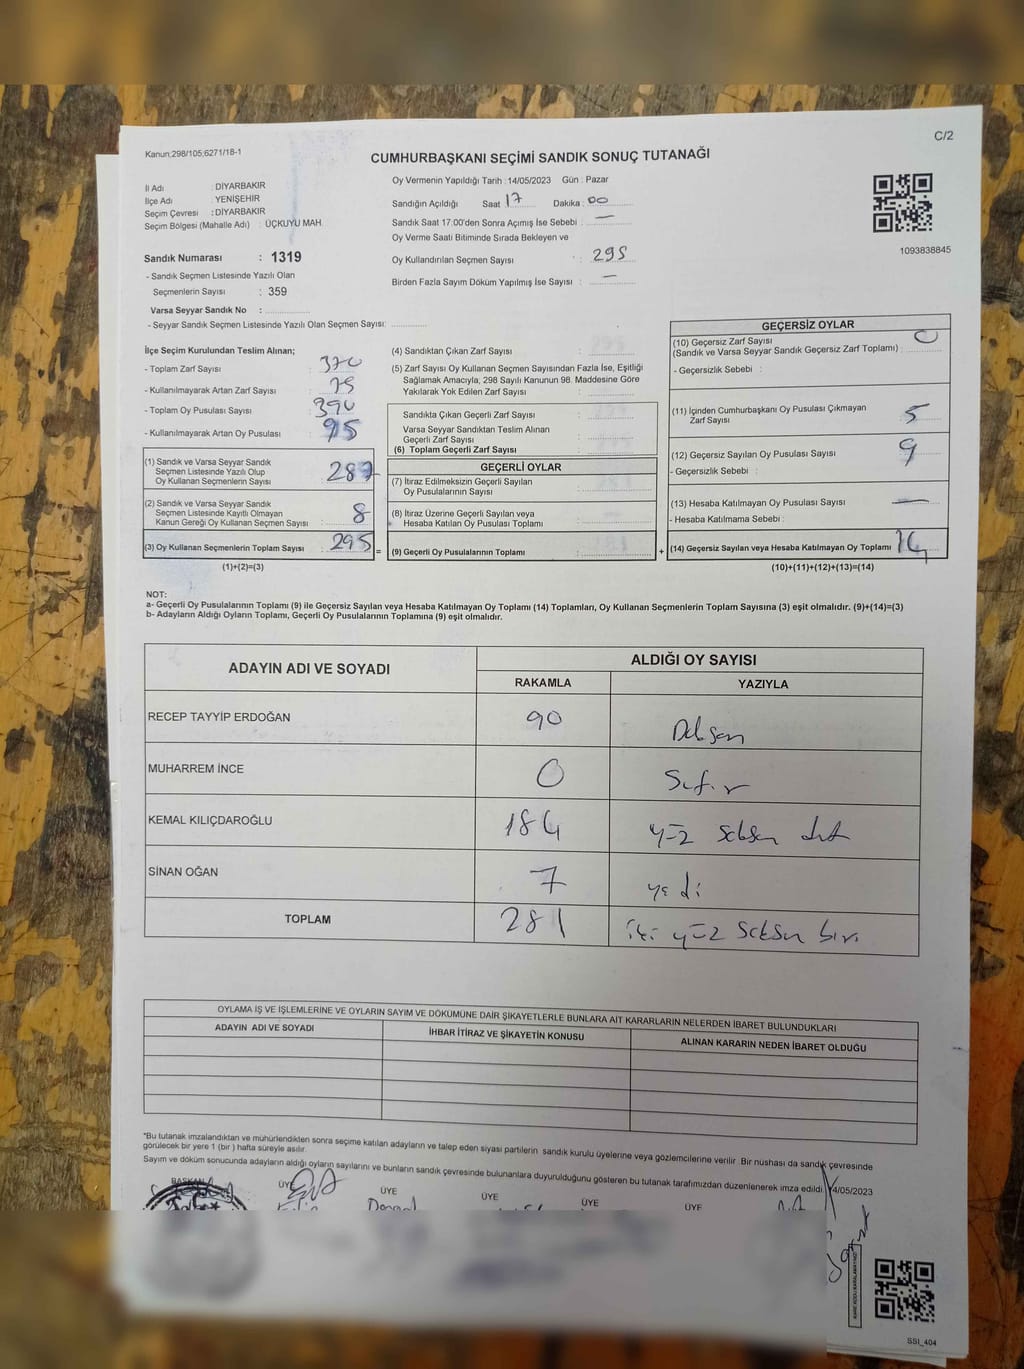 C/2
Kanun:298/105;6271/18-1
CUMHURBAŞKANI SEÇİMİ SANDIK SONUÇ TUTANAĞI
İl Adı : DİYARBAKIR
İlçe Adı : YENİŞEHİR
Seçim Çevresi : DİYARBAKIR
Seçim Bölgesi (Mahalle Adı) : ÜÇKUYU MAH.
Oy Vermenin Yapıldığı Tarih :14/05/2023 Gün : Pazar
Sandığın Açıldığı Saat 17 Dakika : 00
Sandık Saat 17:00'den Sonra Açımış İse Sebebi : —
Oy Verme Saati Bitiminde Sırada Bekleyen ve
Oy Kullandırılan Seçmen Sayısı : 295
Birden Fazla Sayım Döküm Yapılmış İse Sayısı : —
1093838845
Sandık Numarası : 1319
- Sandık Seçmen Listesinde Yazılı Olan
Seçmenlerin Sayısı : 359
Varsa Seyyar Sandık No :
- Seyyar Sandık Seçmen Listesinde Yazılı Olan Seçmen Sayısı:
İlçe Seçim Kurulundan Teslim Alınan;
- Toplam Zarf Sayısı : 370
- Kullanılmayarak Artan Zarf Sayısı : 75
- Toplam Oy Pusulası Sayısı : 390
- Kullanılmayarak Artan Oy Pusulası : 95
(1) Sandık ve Varsa Seyyar Sandık
Seçmen Listesinde Yazılı Olup
Oy Kullanan Seçmenlerin Sayısı : 287
(2) Sandık ve Varsa Seyyar Sandık
Seçmen Listesinde Kayıtlı Olmayan
Kanun Gereği Oy Kullanan Seçmen Sayısı : 8
(3) Oy Kullanan Seçmenlerin Toplam Sayısı : 295
(1)+(2)=(3)
(4) Sandıktan Çıkan Zarf Sayısı :
(5) Zarf Sayısı Oy Kullanan Seçmen Sayısından Fazla İse, Eşitliği
Sağlamak Amacıyla, 298 Sayılı Kanunun 98. Maddesine Göre
Yakılarak Yok Edilen Zarf Sayısı :
Sandıkta Çıkan Geçerli Zarf Sayısı :
Varsa Seyyar Sandıktan Teslim Alınan
Geçerli Zarf Sayısı :
(6) Toplam Geçerli Zarf Sayısı :
GEÇERLİ OYLAR
(7) İtiraz Edilmeksizin Geçerli Sayılan
Oy Pusulalarının Sayısı :
(8) İtiraz Üzerine Geçerli Sayılan veya
Hesaba Katılan Oy Pusulası Toplamı :
= (9) Geçerli Oy Pusulalarının Toplamı :
GEÇERSİZ OYLAR
(10) Geçersiz Zarf Sayısı
(Sandık ve Varsa Seyyar Sandık Geçersiz Zarf Toplamı) : 0
- Geçersizlik Sebebi :
(11) İçinden Cumhurbaşkanı Oy Pusulası Çıkmayan
Zarf Sayısı : 5
(12) Geçersiz Sayılan Oy Pusulası Sayısı : 9
- Geçersizlik Sebebi :
(13) Hesaba Katılmayan Oy Pusulası Sayısı : —
- Hesaba Katılmama Sebebi :
+ (14) Geçersiz Sayılan veya Hesaba Katılmayan Oy Toplamı : 14
(10)+(11)+(12)+(13)=(14)
NOT:
a- Geçerli Oy Pusulalarının Toplamı (9) ile Geçersiz Sayılan veya Hesaba Katılmayan Oy Toplamı (14) Toplamları, Oy Kullanan Seçmenlerin Toplam Sayısına (3) eşit olmalıdır. (9)+(14)=(3)
b- Adayların Aldığı Oyların Toplamı, Geçerli Oy Pusulalarının Toplamına (9) eşit olmalıdır.
ADAYIN ADI VE SOYADI ALDIĞI OY SAYISI
RAKAMLA YAZIYLA
RECEP TAYYİP ERDOĞAN 90
MUHARREM İNCE 0 Sıfır
KEMAL KILIÇDAROĞLU 184 yüz seksen dört
SİNAN OĞAN 7 yedi
TOPLAM 281 iki yüz seksen biri
OYLAMA İŞ VE İŞLEMLERİNE VE OYLARIN SAYIM VE DÖKÜMÜNE DAİR ŞİKAYETLERLE BUNLARA AİT KARARLARIN NELERDEN İBARET BULUNDUKLARI
ADAYIN ADI VE SOYADI İHBAR İTİRAZ VE ŞİKAYETİN KONUSU ALINAN KARARIN NEDEN İBARET OLDUĞU
*Bu tutanak imzalandıktan ve mühürlendikten sonra seçime katılan adayların ve talep eden siyasi partilerin sandık kurulu üyelerine veya gözlemcilerine verilir. Bir nushası da sandık çevresinde
görülecek bir yere 1 (bir ) hafta süreyle asılır.
Sayım ve döküm sonucunda adayların aldığı oyların sayılarını ve bunların sandık çevresinde bulunanlara duyurulduğunu gösteren bu tutanak tarafımızdan düzenlenerek imza edildi. 14/05/2023
BAŞKAN ÜYE ÜYE ÜYE ÜYE ÜYE
SSI_404